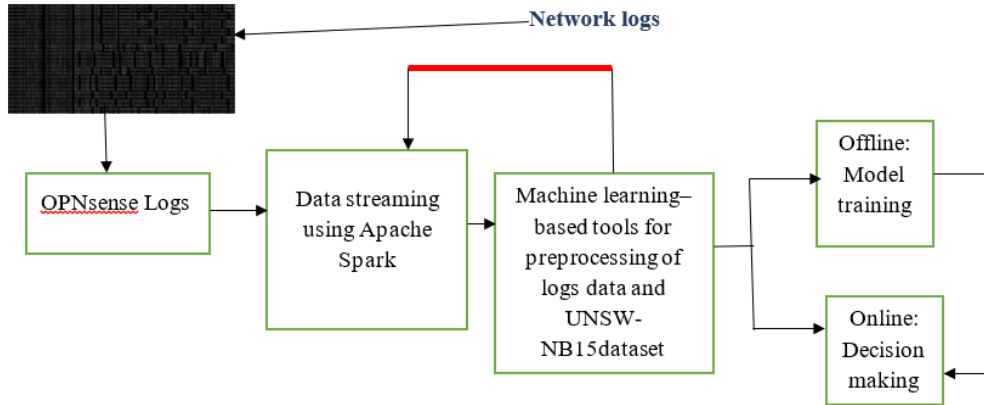 Network logs
OPNsense Logs
Data streaming
using Apache
Spark
Machine learning–
based tools for
preprocessing of
logs data and
UNSW-
NB15dataset
Offline:
Model
training
Online:
Decision
making